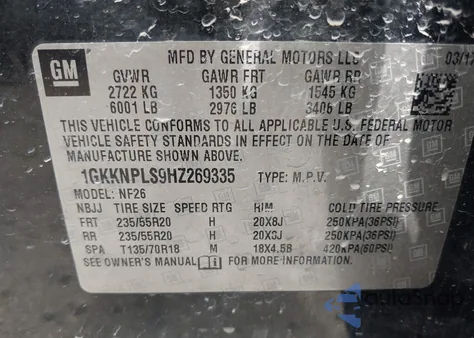 GM
MFD BY GENERAL MOTORS LLC 03/17
GVWR GAWR FRT GAWR RR
2722 KG 1350 KG 1545 KG
6001 LB 2976 LB 3406 LB
THIS VEHICLE CONFORMS TO ALL APPLICABLE U.S. FEDERAL MOTOR
VEHICLE SAFETY STANDARDS IN EFFECT ON THE DATE OF
MANUFACTURE SHOWN ABOVE.
1GKKNPLS9HZ269335 TYPE: M.P.V.
MODEL: NF26
NBJJ TIRE SIZE SPEED RTG RIM COLD TIRE PRESSURE
FRT 235/55R20 H 20X8J 250KPA(36PSI)
RR 235/55R20 H 20X8J 250KPA(36PSI)
SPA T135/70R18 M 18X4.5B 420KPA(60PSI)
SEE OWNER'S MANUAL FOR MORE INFORMATION.